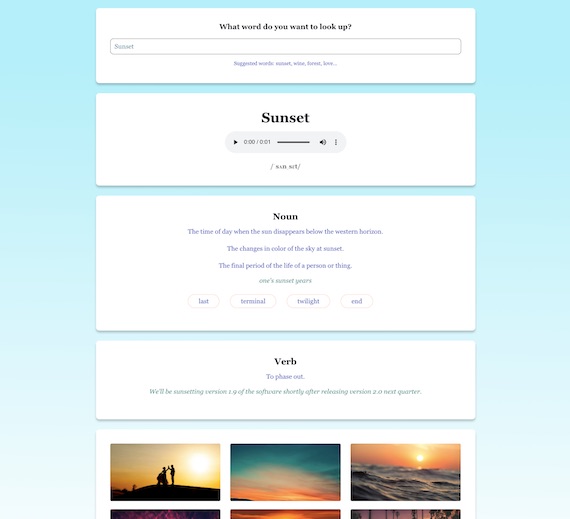 What word do you want to look up?
Sunset
Suggested words: sunset, wine, forest, love...
Sunset
0:00 / 0:01
/ˈsʌnˌsɛt/
Noun
The time of day when the sun disappears below the western horizon.
The changes in color of the sky at sunset.
The final period of the life of a person or thing.
one's sunset years
last terminal twilight end
Verb
To phase out.
We'll be sunsetting version 1.9 of the software shortly after releasing version 2.0 next quarter.